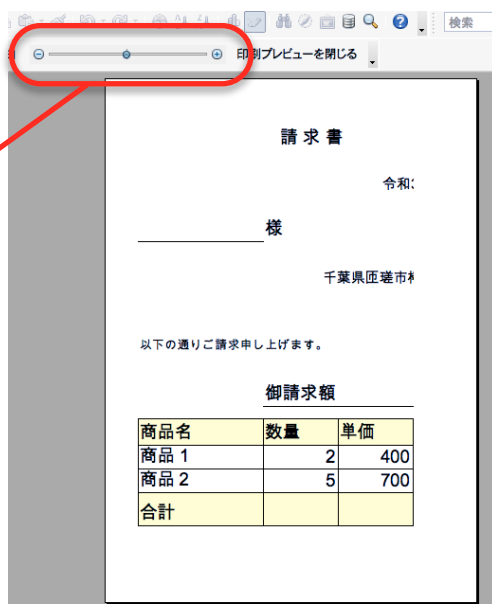 検索
印刷プレビューを閉じる
請 求 書
令和
様
千葉県匝瑳市
以下の通りご請求申し上げます。
御請求額
商品名 数量 単価
商品 1 2 400
商品 2 5 700
合計